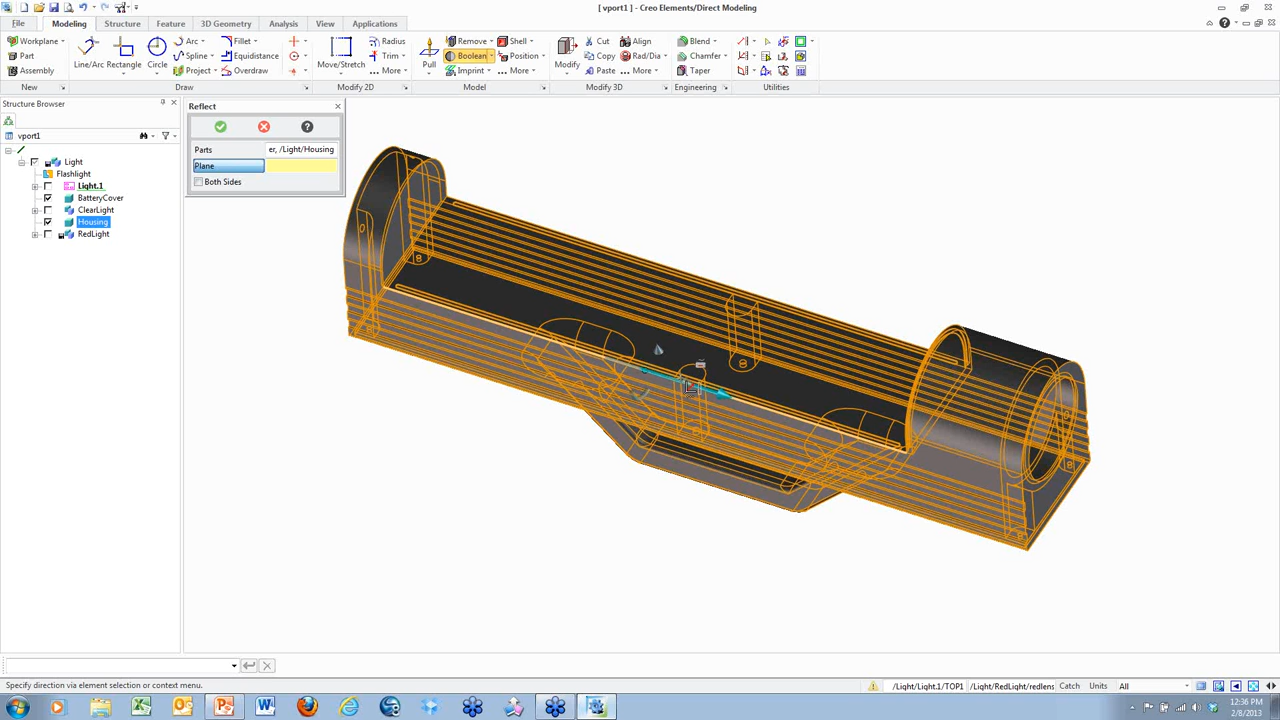 [ vport1 ] - Creo Elements/Direct Modeling
File Modeling Structure Feature 3D Geometry Analysis View Applications
Workplane Part Assembly
New
Line/Arc Rectangle Circle Arc Spline Project Fillet Equidistance Overdraw
Draw
Move/Stretch Radius Trim More
Modify 2D
Pull Remove Boolean Imprint Shell Position More
Model
Modify Cut Copy Paste Align Rad/Dia More
Modify 3D
Blend Chamfer Taper
Engineering
Utilities
Structure Browser
vport1
Light
Flashlight
Light.1
BatteryCover
ClearLight
Housing
RedLight
Reflect
Parts er, /Light/Housing
Plane
Both Sides
Specify direction via element selection or context menu.
/Light/Light.1/TOP1 /Light/RedLight/redlens Catch Units All
12:36 PM
2/8/2013